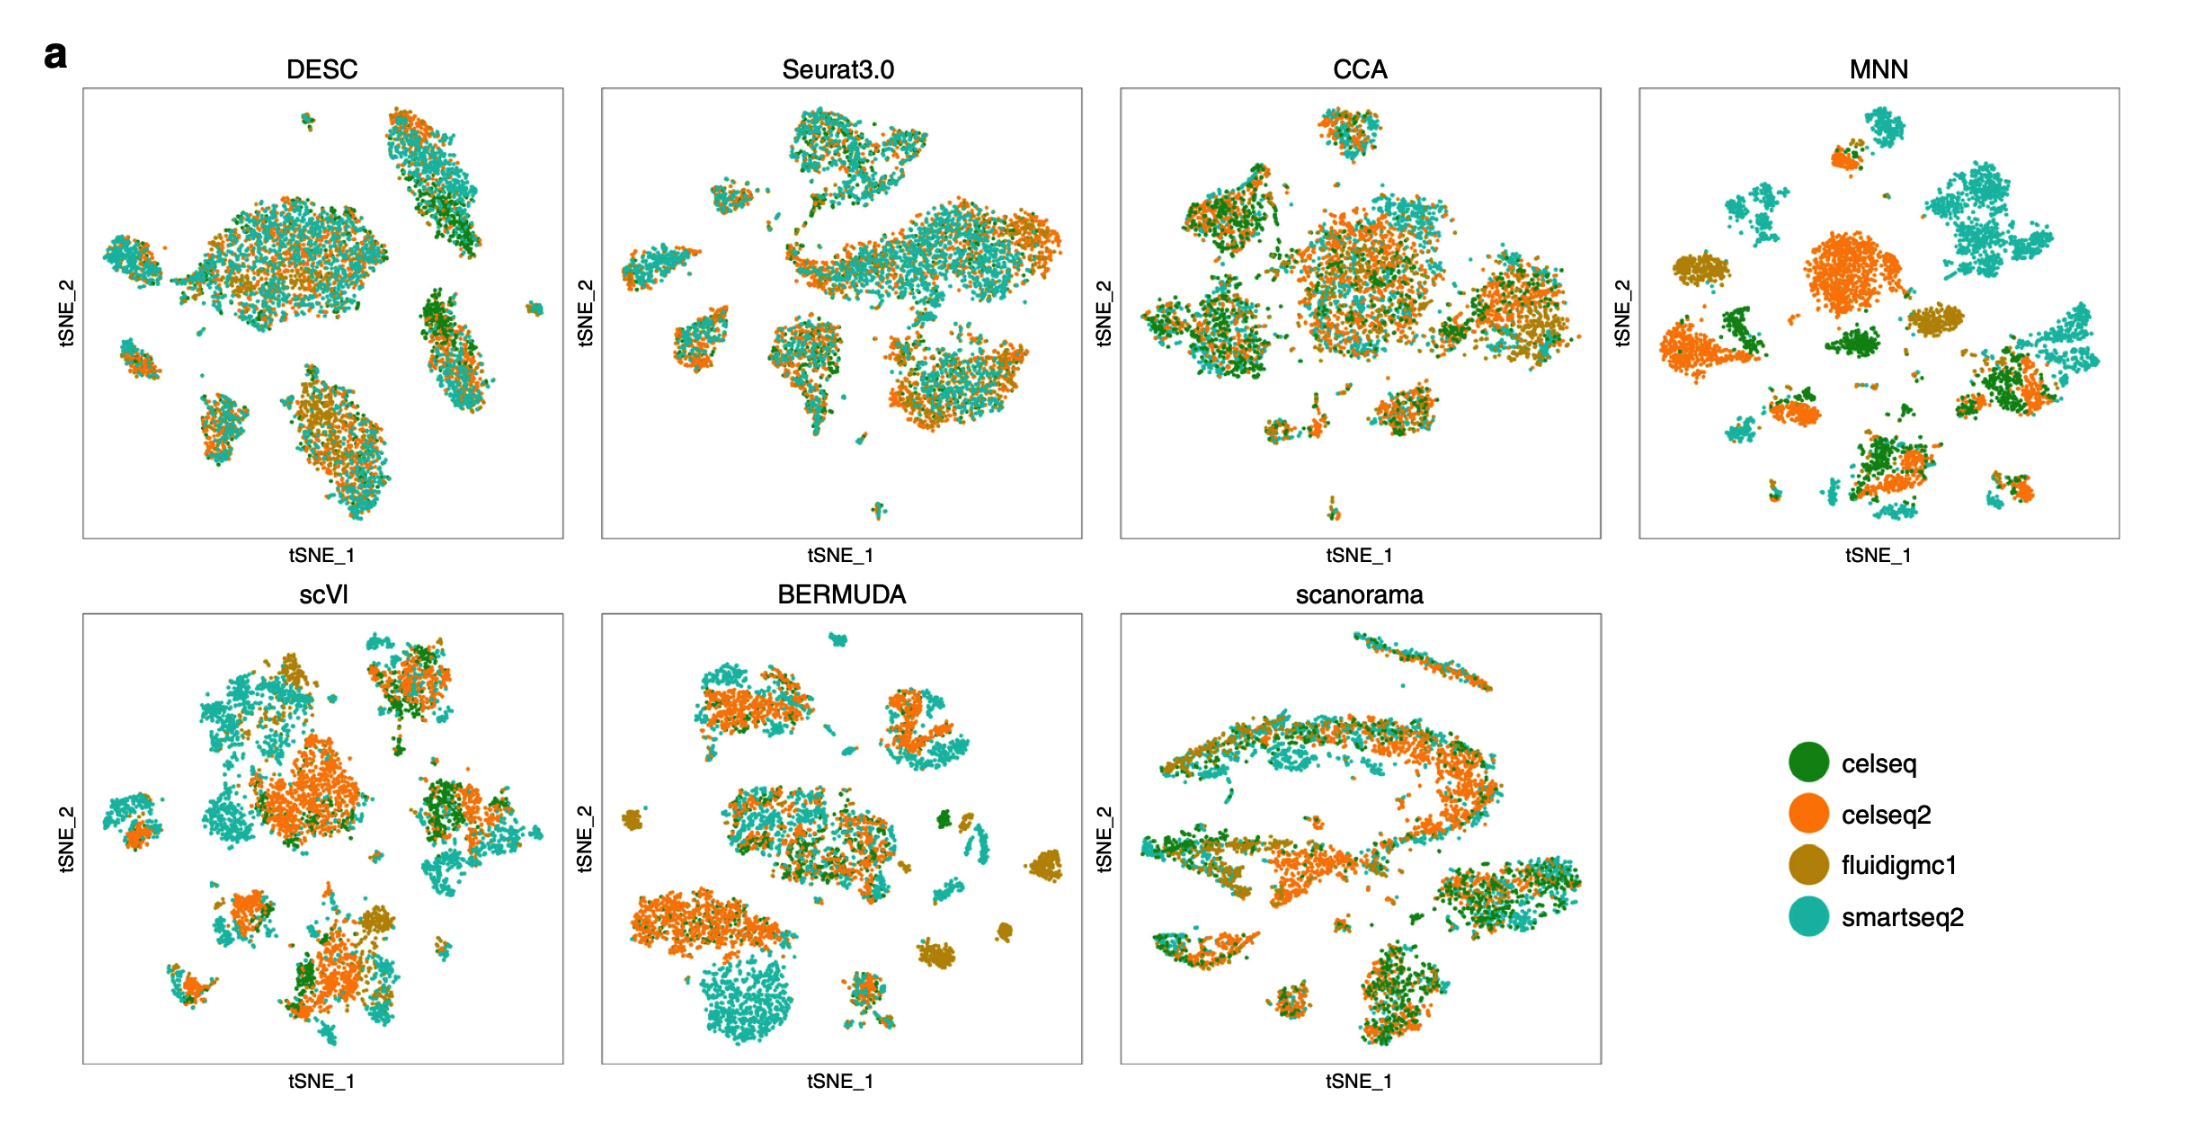 a
DESC
Seurat3.0
CCA
MNN
tSNE_2
tSNE_2
tSNE_2
tSNE_2
tSNE_1
tSNE_1
tSNE_1
tSNE_1
scVI
BERMUDA
scanorama
tSNE_2
tSNE_2
tSNE_2
tSNE_1
tSNE_1
tSNE_1
celseq
celseq2
fluidigmc1
smartseq2